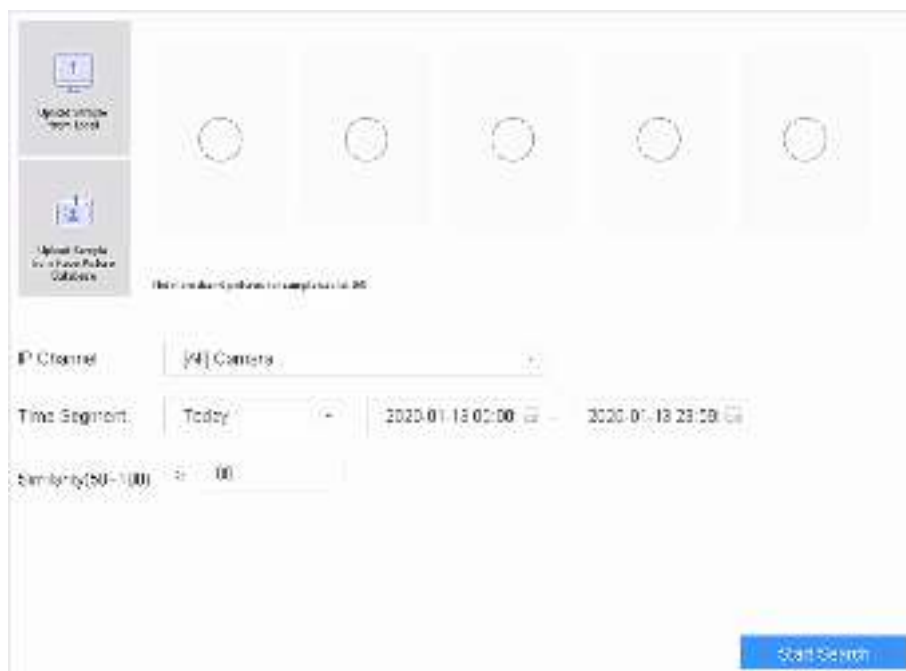 Upload Sample
from Local
Upload Sample
from Face Picture
Database
IP Channel
[All] Camera
Time Segment
Today
2020-01-13 00:00:
2020-01-13 23:59:
Similarity(50~100)
≥
Start Search